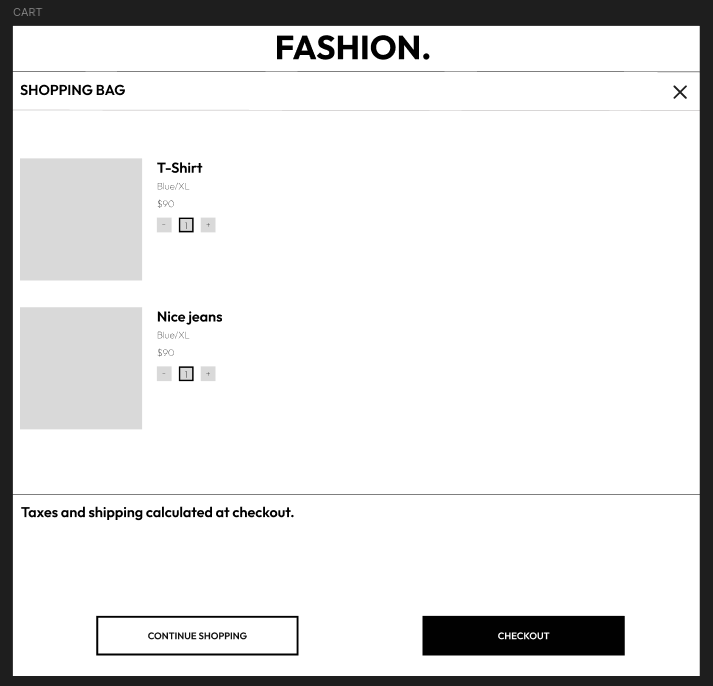 CART
FASHION.
SHOPPING BAG
T-Shirt
Blue/XL
$90
- 1 +
Nice jeans
Blue/XL
$90
- 1 +
Taxes and shipping calculated at checkout.
CONTINUE SHOPPING
CHECKOUT